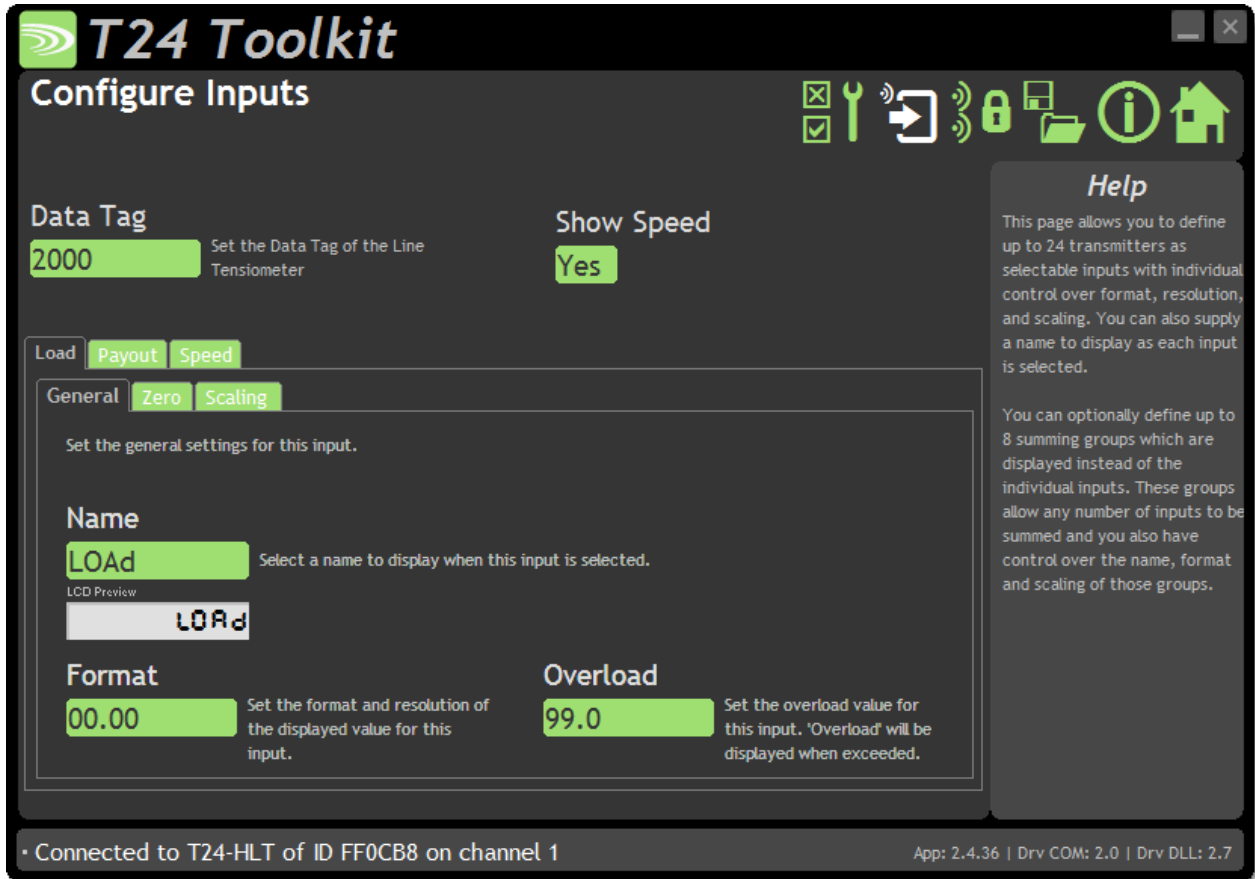 T24 Toolkit
Configure Inputs
Data Tag
2000
Set the Data Tag of the Line
Tensiometer
Show Speed
Yes
Load Payout Speed
General Zero Scaling
Set the general settings for this input.
Name
LOAd
Select a name to display when this input is selected.
LCD Preview
LOAd
Format
00.00
Set the format and resolution of
the displayed value for this
input.
Overload
99.0
Set the overload value for
this input. 'Overload' will be
displayed when exceeded.
Help
This page allows you to define
up to 24 transmitters as
selectable inputs with individual
control over format, resolution,
and scaling. You can also supply
a name to display as each input
is selected.
You can optionally define up to
8 summing groups which are
displayed instead of the
individual inputs. These groups
allow any number of inputs to be
summed and you also have
control over the name, format
and scaling of those groups.
Connected to T24-HLT of ID FF0CB8 on channel 1
App: 2.4.36 | Drv COM: 2.0 | Drv DLL: 2.7